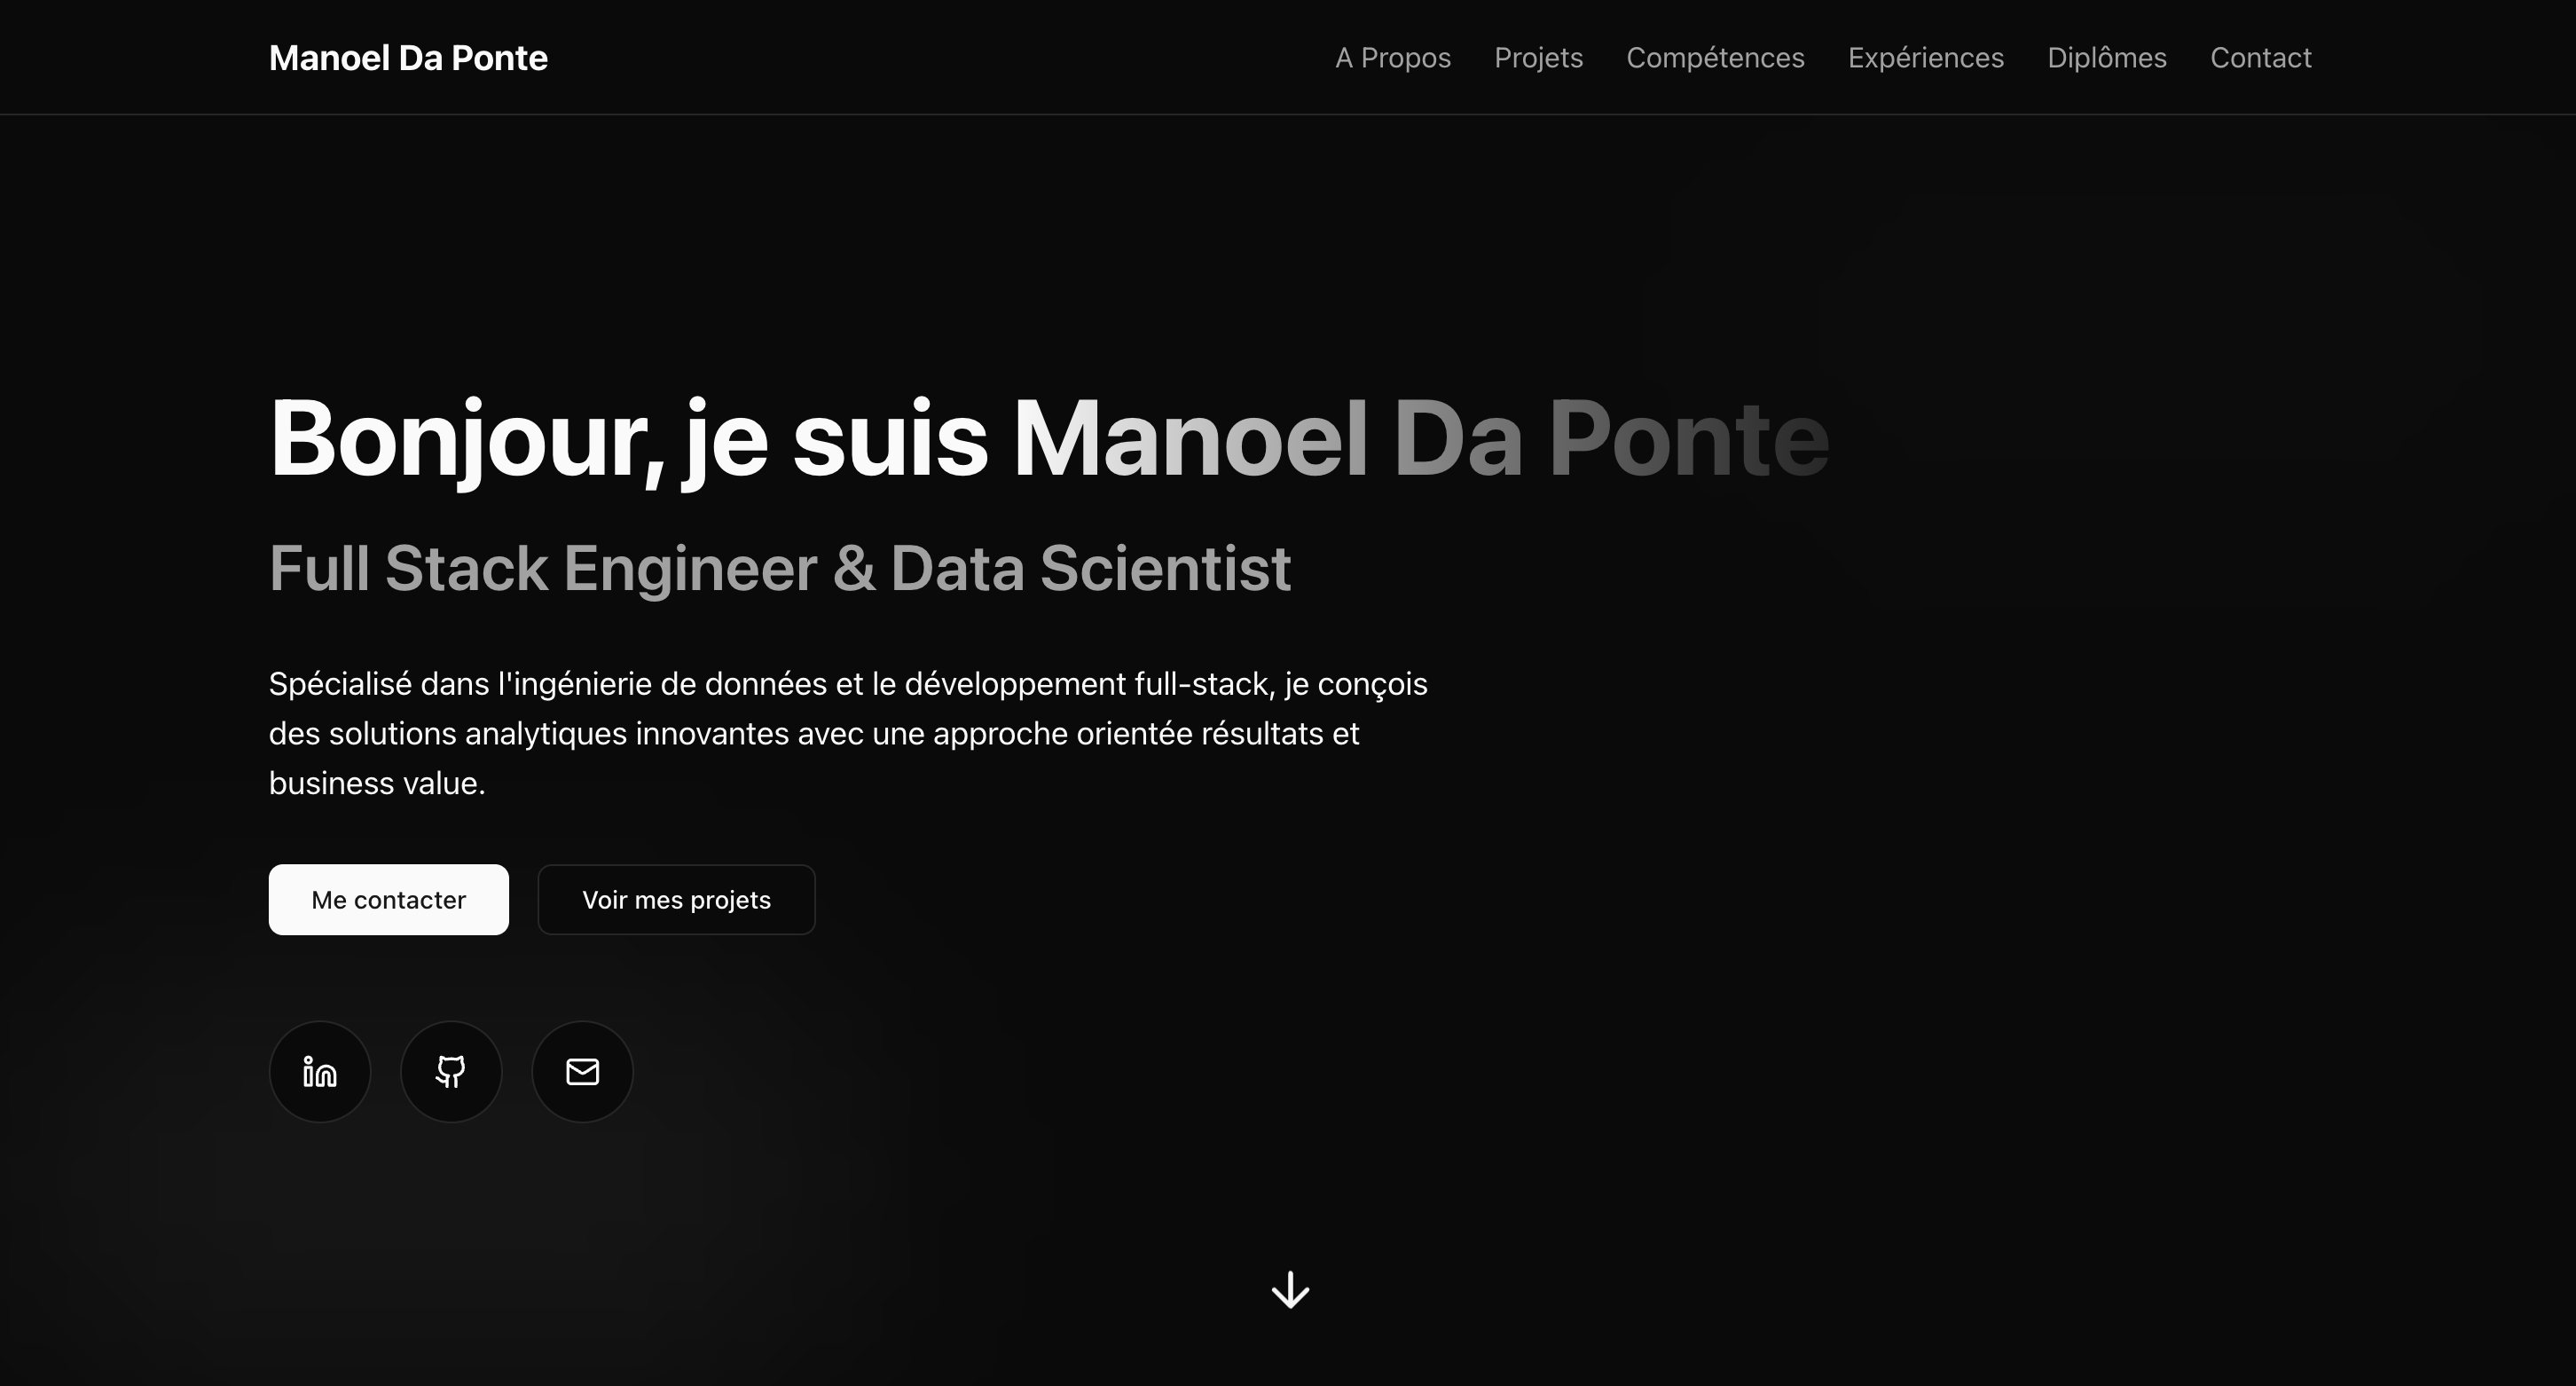 Manoel Da Ponte
A Propos
Projets
Compétences
Expériences
Diplômes
Contact
Bonjour, je suis Manoel Da Ponte
Full Stack Engineer & Data Scientist
Spécialisé dans l'ingénierie de données et le développement full-stack, je conçois
des solutions analytiques innovantes avec une approche orientée résultats et
business value.
Me contacter
Voir mes projets